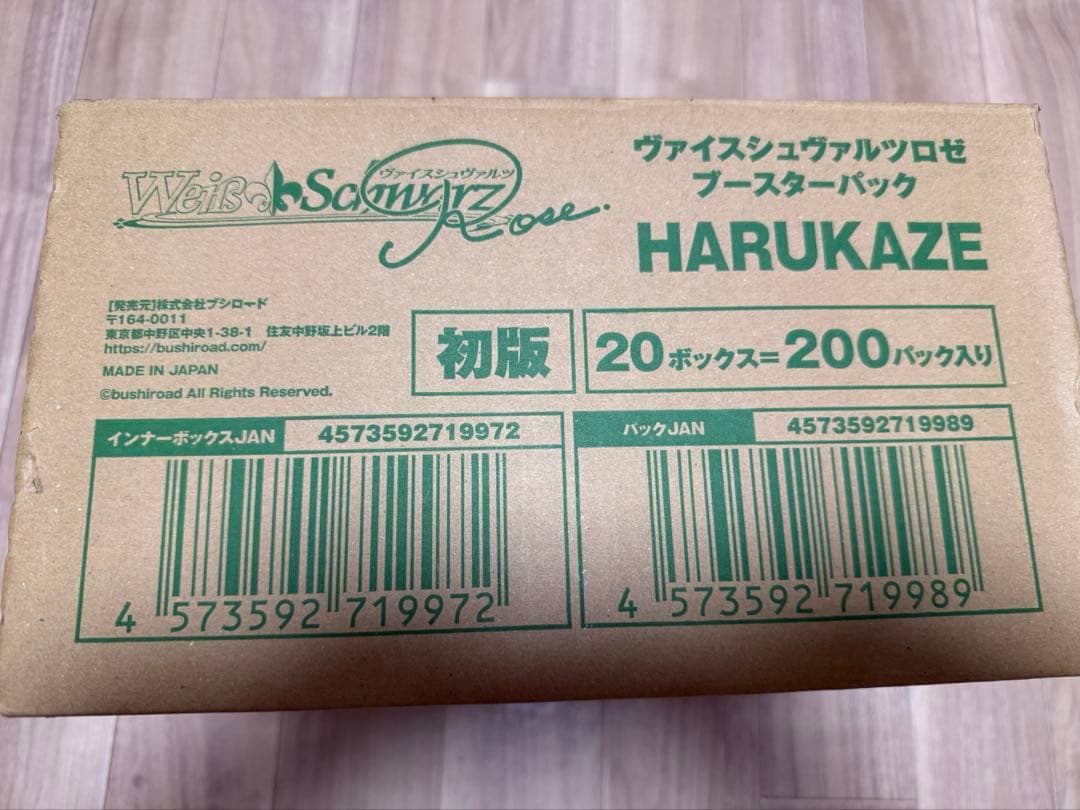 Weiß Schwarz
ヴァイスシュヴァルツ
Rose.
ヴァイスシュヴァルツロゼ
ブースターパック
HARUKAZE
[発売元]株式会社ブシロード
〒164-0011
東京都中野区中央1-38-1 住友中野坂上ビル2階
https://bushiroad.com/
MADE IN JAPAN
©bushiroad All Rights Reserved.
初版
20ボックス=200パック入り
インナーボックスJAN 4573592719972
4 573592 719972
パックJAN 4573592719989
4 573592 719989